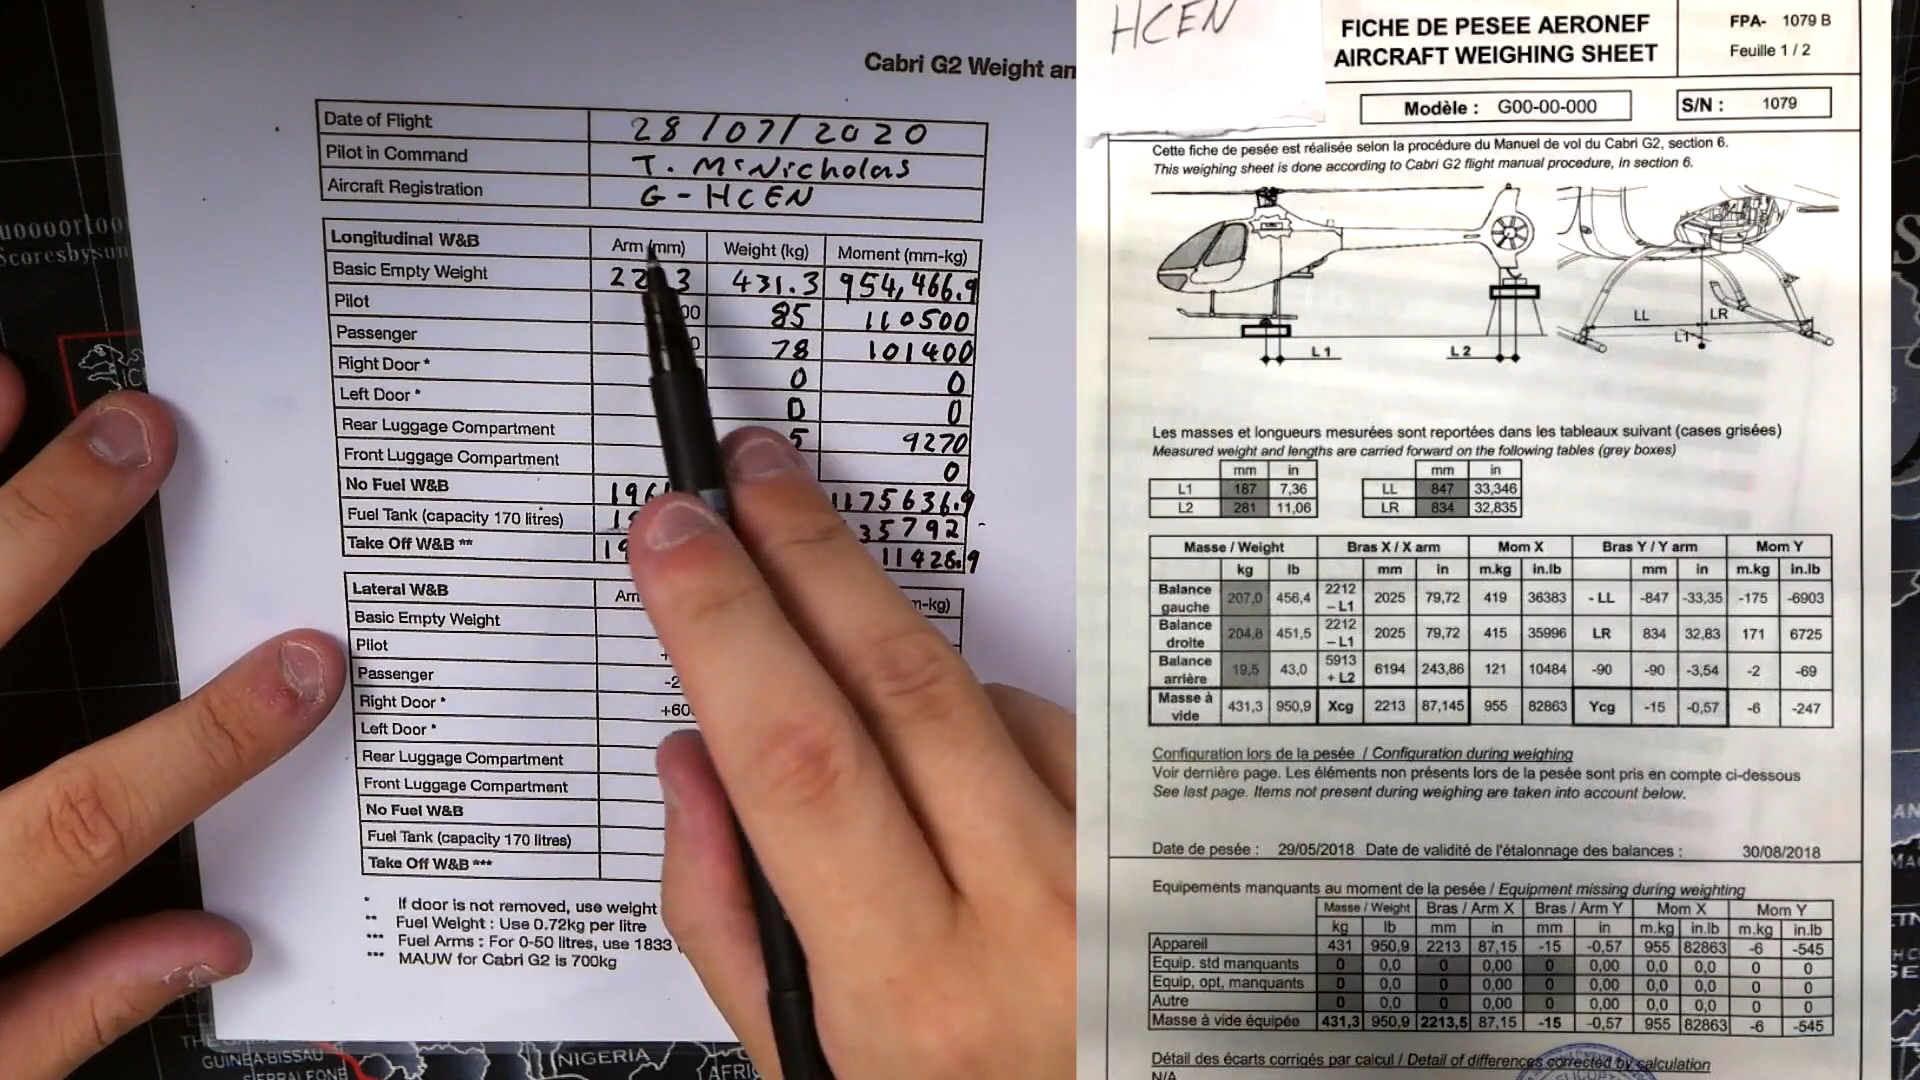 Cabri G2 Weight an
Date of Flight 28/07/2020
Pilot in Command T. McNicholas
Aircraft Registration G-HCEN
Longitudinal W&B Arm (mm) Weight (kg) Moment (mm-kg)
Basic Empty Weight 431.3 954,466.9
Pilot 85 110500
Passenger 78 101400
Right Door * 0 0
Left Door * 0 0
Rear Luggage Compartment 5 9270
Front Luggage Compartment 0
No Fuel W&B 1175636.9
Fuel Tank (capacity 170 litres) 35792
Take Off W&B ** 11428.9
Lateral W&B
Basic Empty Weight
Pilot
Passenger
Right Door *
Left Door *
Rear Luggage Compartment
Front Luggage Compartment
No Fuel W&B
Fuel Tank (capacity 170 litres)
Take Off W&B ***
* If door is not removed, use weight
** Fuel Weight : Use 0.72kg per litre
*** Fuel Arms : For 0-50 litres, use 1833
*** MAUW for Cabri G2 is 700kg
GUINEA-BISSAU
NIGERIA
HCEN
FICHE DE PESEE AERONEF
AIRCRAFT WEIGHING SHEET
FPA- 1079 B
Feuille 1 / 2
Modèle : G00-00-000
S/N : 1079
Cette fiche de pesée est réalisée selon la procédure du Manuel de vol du Cabri G2, section 6.
This weighing sheet is done according to Cabri G2 flight manual procedure, in section 6.
LL LR
L1
L 1 L 2
Les masses et longueurs mesurées sont reportées dans les tableaux suivant (cases grisées)
Measured weight and lengths are carried forward on the following tables (grey boxes)
mm in mm in
L1 187 7,36 LL 847 33,346
L2 281 11,06 LR 834 32,835
Masse / Weight Bras X / X arm Mom X Bras Y / Y arm Mom Y
kg lb mm in m.kg in.lb mm in m.kg in.lb
Balance gauche 207,0 456,4 2212 – L1 2025 79,72 419 36383 - LL -847 -33,35 -175 -6903
Balance droite 204,8 451,5 2212 – L1 2025 79,72 415 35996 LR 834 32,83 171 6725
Balance arrière 19,5 43,0 5913 + L2 6194 243,86 121 10484 -90 -90 -3,54 -2 -69
Masse à vide 431,3 950,9 Xcg 2213 87,145 955 82863 Ycg -15 -0,57 -6 -247
Configuration lors de la pesée / Configuration during weighing
Voir dernière page. Les éléments non présents lors de la pesée sont pris en compte ci-dessous
See last page. Items not present during weighing are taken into account below.
Date de pesée : 29/05/2018 Date de validité de l'étalonnage des balances : 30/08/2018
Equipements manquants au moment de la pesée / Equipment missing during weighting
Masse / Weight Bras / Arm X Bras / Arm Y Mom X Mom Y
kg lb mm in mm in m.kg in.lb m.kg in.lb
Appareil 431 950,9 2213 87,15 -15 -0,57 955 82863 -6 -545
Equip. std manquants 0 0,0 0 0,00 0 0,00 0,0 0,0 0 0
Equip, opt, manquants 0 0,0 0 0,00 0 0,00 0,0 0,0 0 0
Autre 0 0,0 0 0,00 0 0,00 0,0 0,0 0 0
Masse à vide équipée 431,3 950,9 2213,5 87,15 -15 -0,57 955 82863 -6 -545
Détail des écarts corrigés par calcul / Detail of differences corrected by calculation
N/A